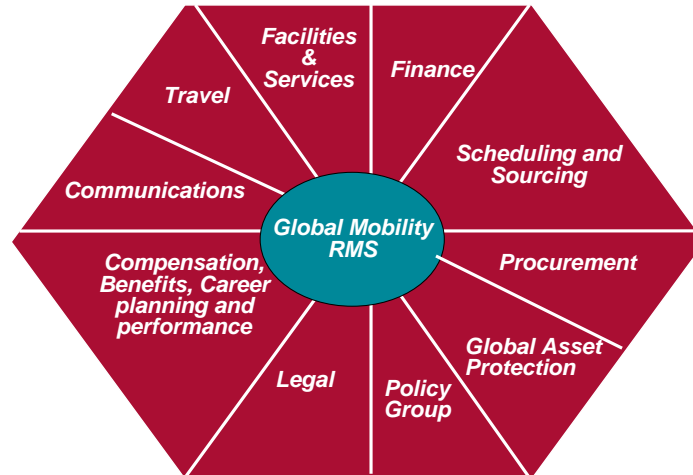 Facilities
&
Services
Finance
Travel
Scheduling and
Sourcing
Communications
Global Mobility
RMS
Compensation,
Benefits, Career
planning and
performance
Procurement
Global Asset
Protection
Legal
Policy
Group